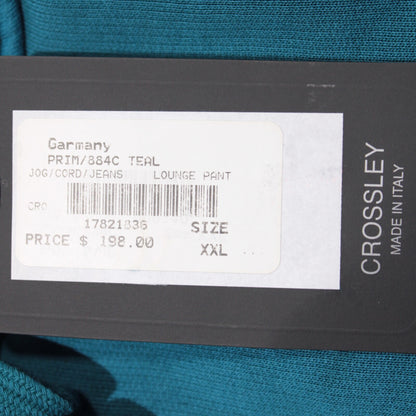 Garmany
PRIM/884C TEAL
JOG/CORD/JEANS LOUNGE PANT
CRO
17821836 SIZE
PRICE $ 198.00 XXL
CROSSLEY
MADE IN ITALY